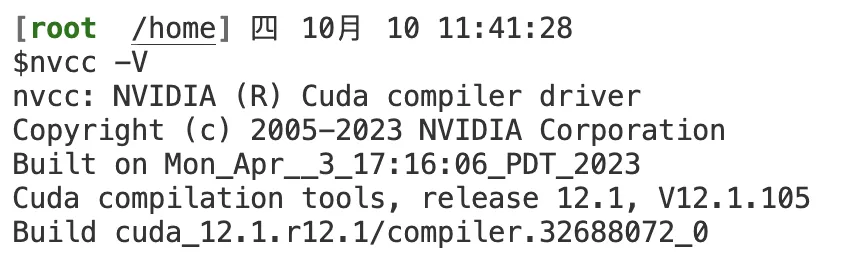 [root  /home] 四 10月 10 11:41:28
$nvcc -V
nvcc: NVIDIA (R) Cuda compiler driver
Copyright (c) 2005-2023 NVIDIA Corporation
Built on Mon_Apr__3_17:16:06_PDT_2023
Cuda compilation tools, release 12.1, V12.1.105
Build cuda_12.1.r12.1/compiler.32688072_0